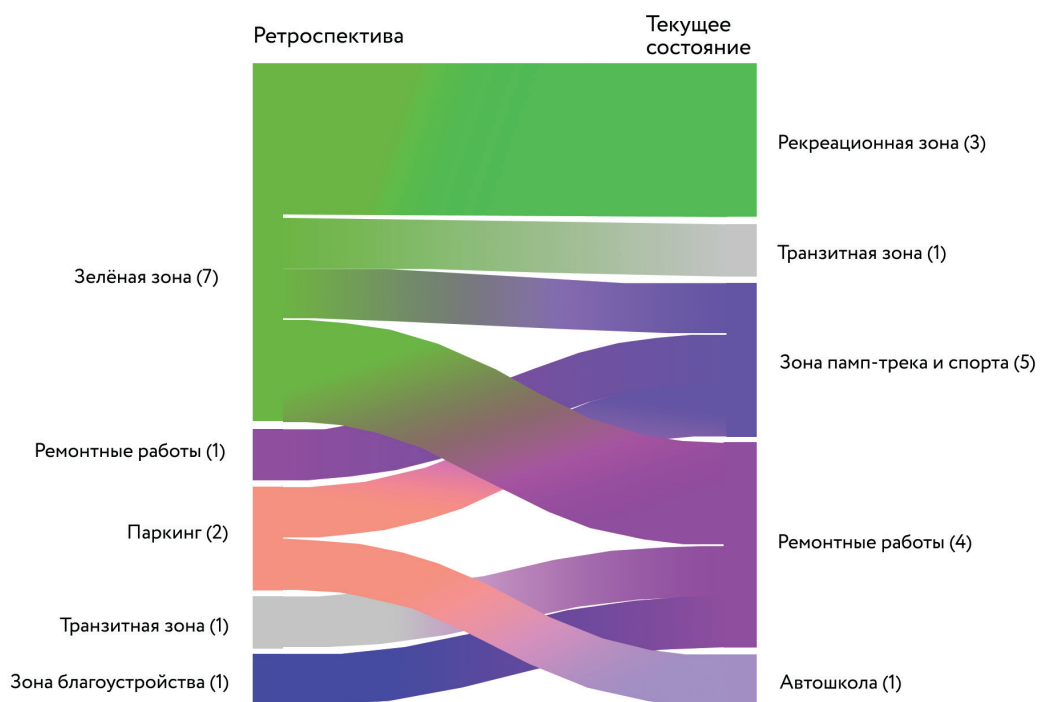 Ретроспектива
Текущее
состояние
Зелёная зона (7)
Ремонтные работы (1)
Паркинг (2)
Транзитная зона (1)
Зона благоустройства (1)
Рекреационная зона (3)
Транзитная зона (1)
Зона памп-трека и спорта (5)
Ремонтные работы (4)
Автошкола (1)